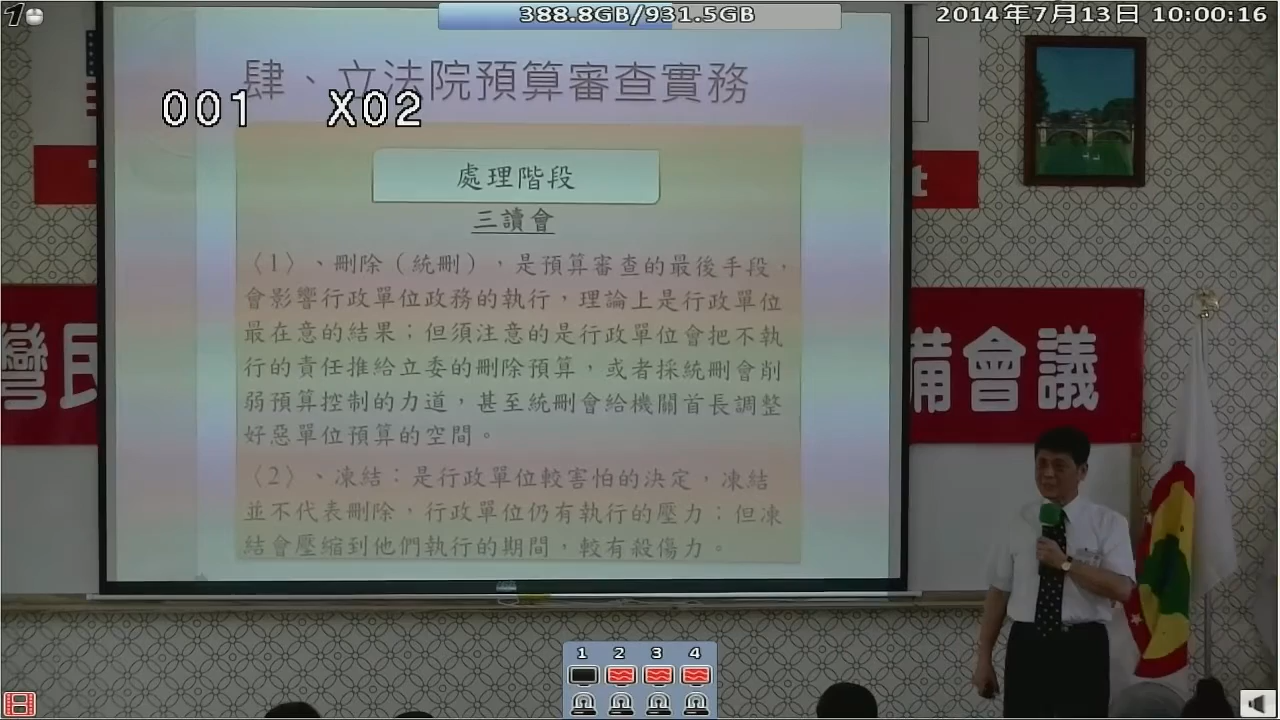 388.8GB/931.5GB
2014年7月13日 10:00:16
肆、立法院預算審查實務
001 X02
處理階段
三讀會
〈1〉、刪除（統刪），是預算審查的最後手段，
會影響行政單位政務的執行，理論上是行政單位
最在意的結果；但須注意的是行政單位會把不執
行的責任推給立委的刪除預算，或者採統刪會削
弱預算控制的力道，甚至統刪會給機關首長調整
好惡單位預算的空間。
〈2〉、凍結：是行政單位較害怕的決定，凍結
並不代表刪除，行政單位仍有執行的壓力；但凍
結會壓縮到他們執行的期間，較有殺傷力。
t
灣民
備會議
1 2 3 4